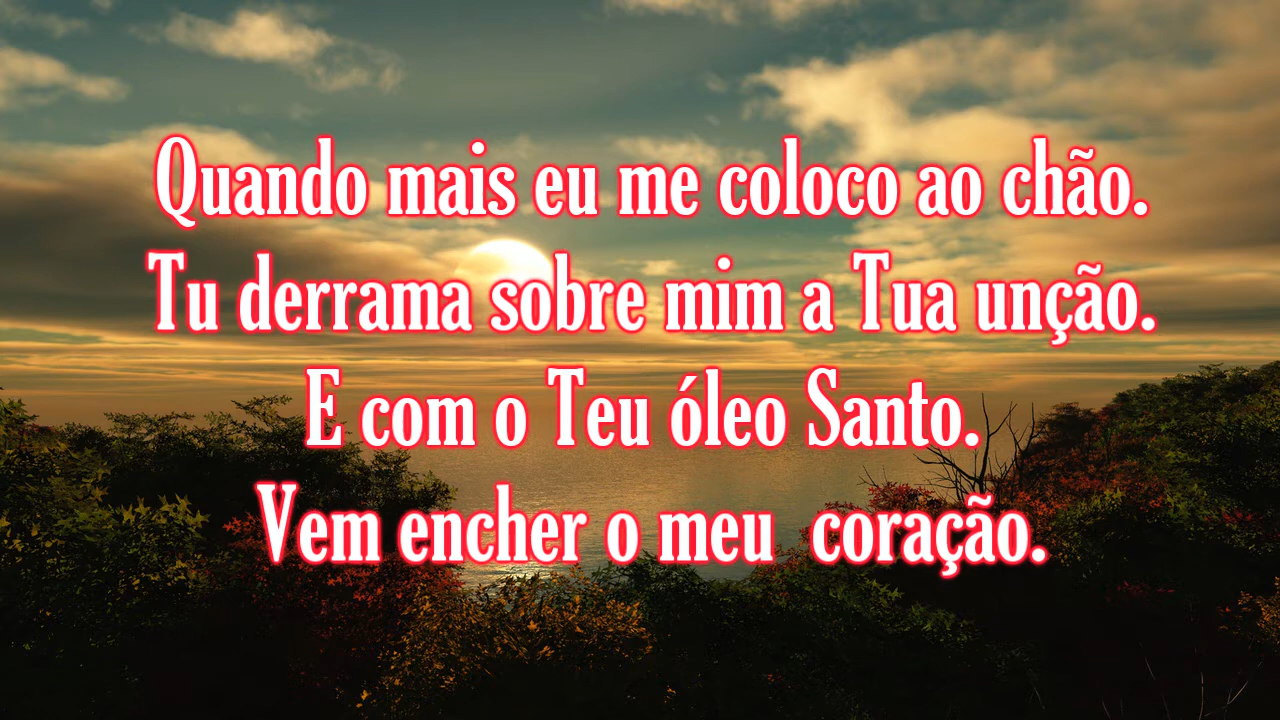 Quando mais eu me coloco ao chão.
Tu derrama sobre mim a Tua unção.
E com o Teu óleo Santo.
Vem encher o meu  coração.